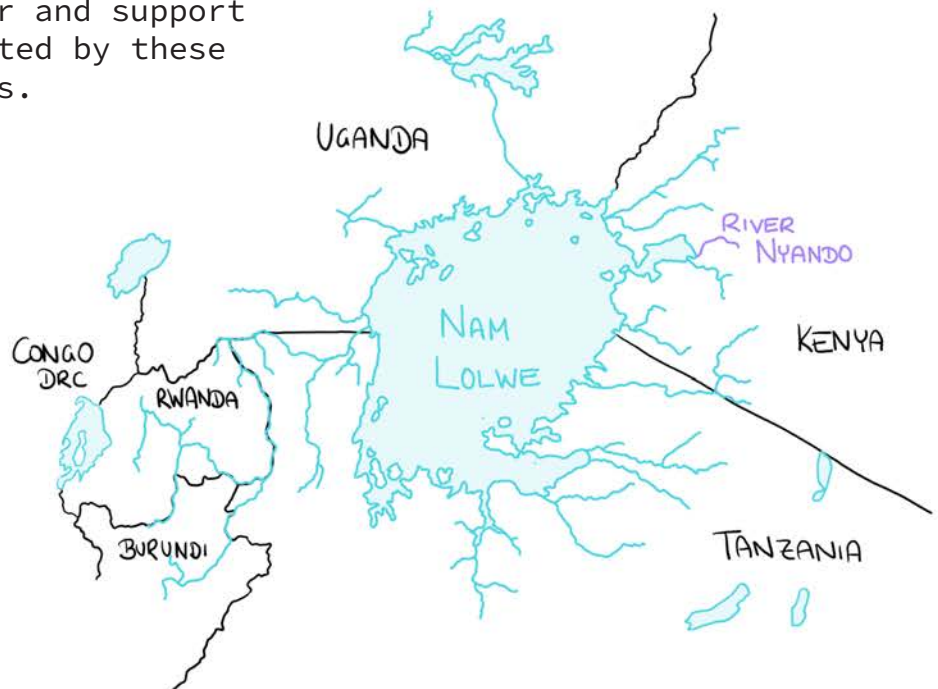 r and support
ted by these
s.
UGANDA
RIVER
NYANDO
NAM
LOLWE
KENYA
CONGO
DRC
RWANDA
BURUNDI
TANZANIA